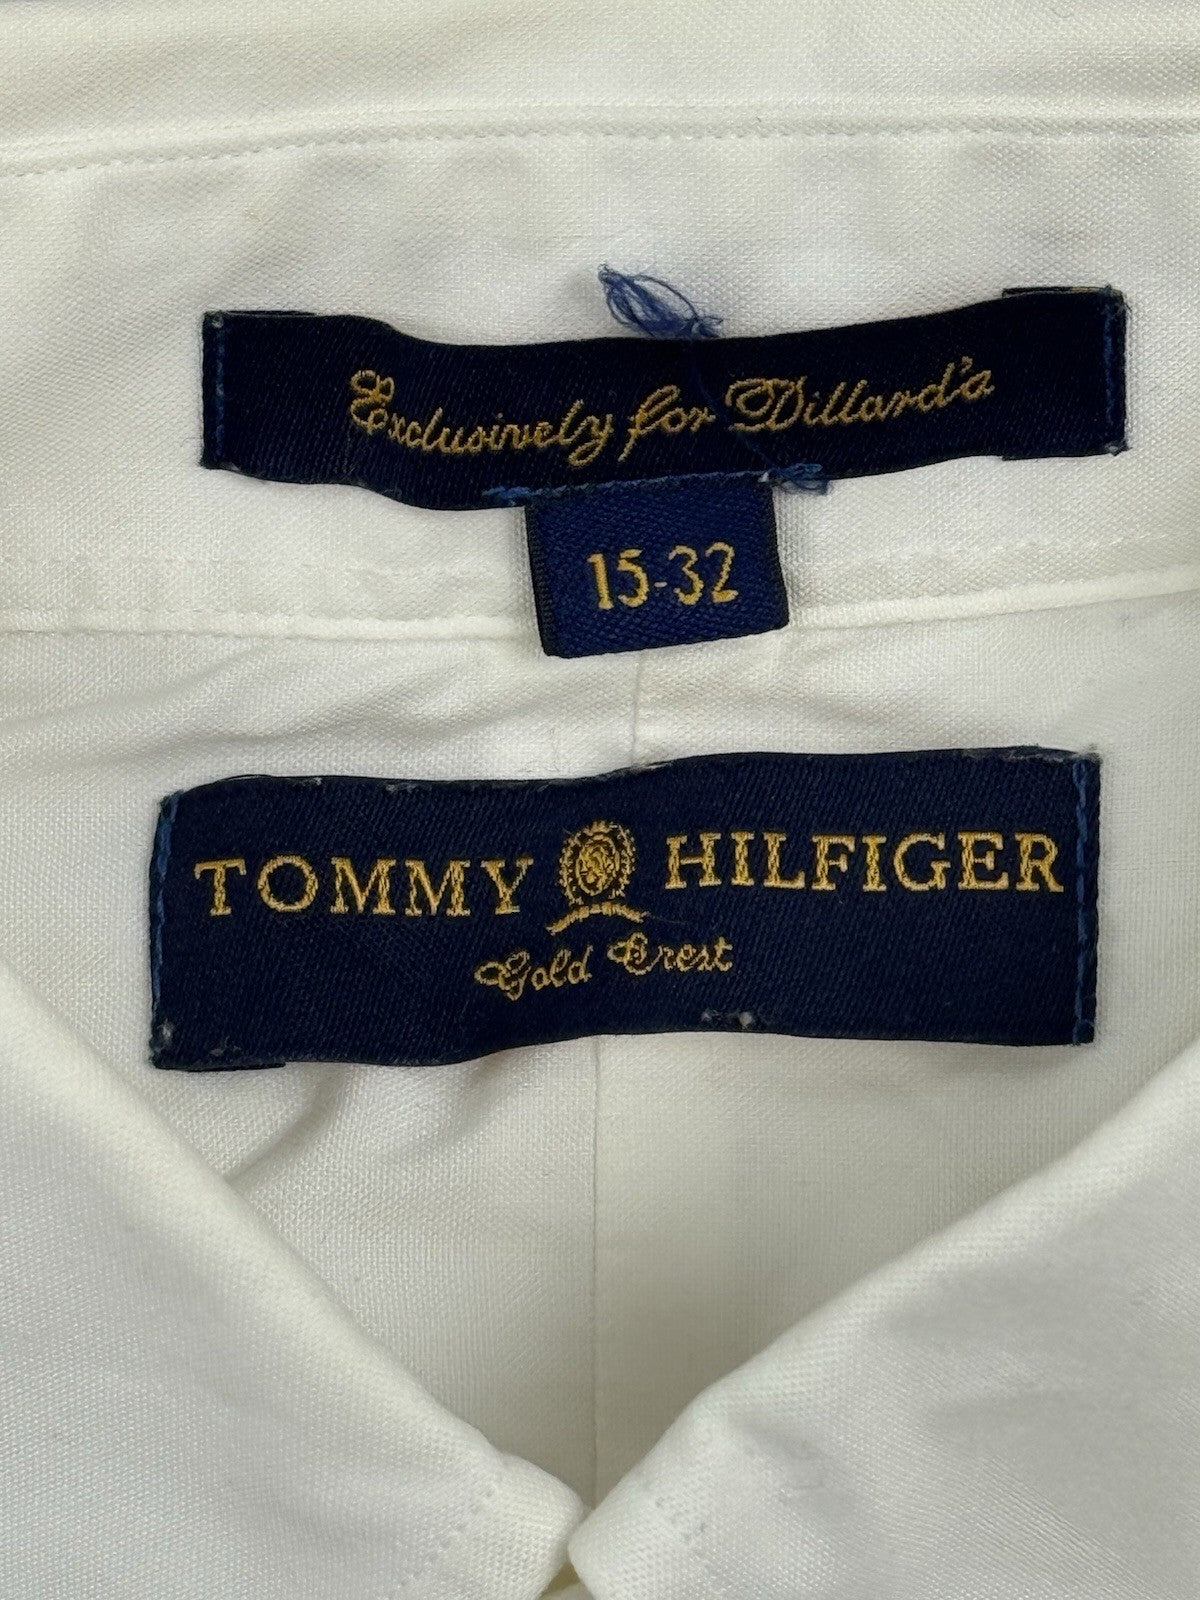 Exclusively for Dillard's
15-32
TOMMY HILFIGER
Gold Crest